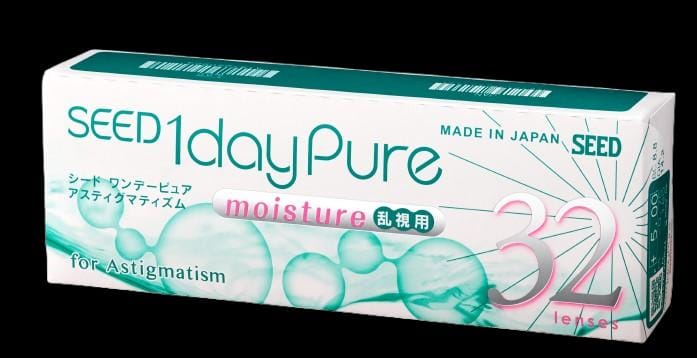 SEED 1dayPure
MADE IN JAPAN SEED
シード ワンデーピュア
アスティグマティズム
moisture 乱視用
32
lenses
for Astigmatism